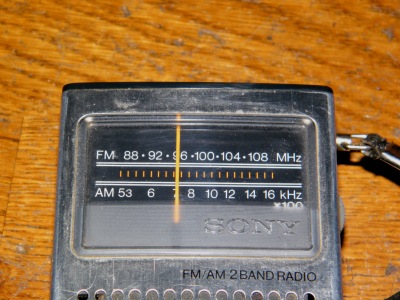 FM 88·92·96·100·104·108 MHz
AM 53 6 7 8 10 12 14 16 kHz
×100
SONY
FM/AM 2 BAND RADIO